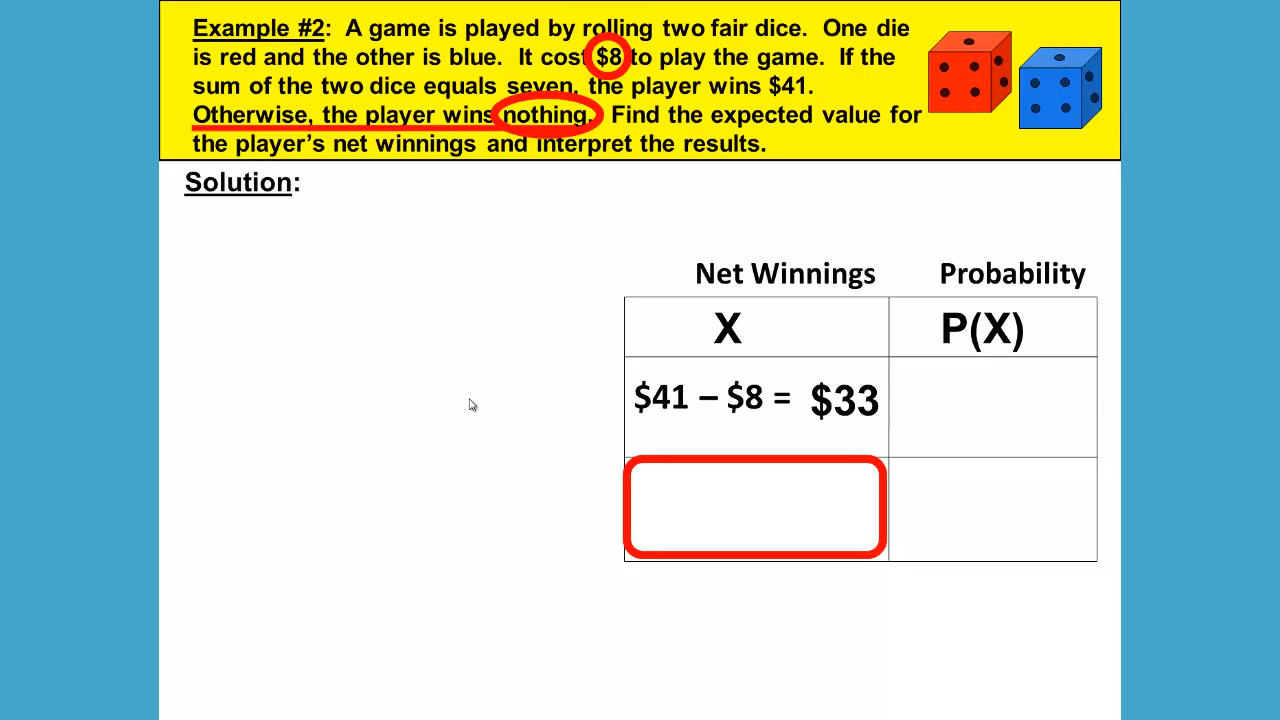 Example #2: A game is played by rolling two fair dice. One die
is red and the other is blue. It cost $8 to play the game. If the
sum of the two dice equals seven, the player wins $41.
Otherwise, the player wins nothing. Find the expected value for
the player's net winnings and interpret the results.
Solution:
Net Winnings Probability
X P(X)
$41 – $8 = $33